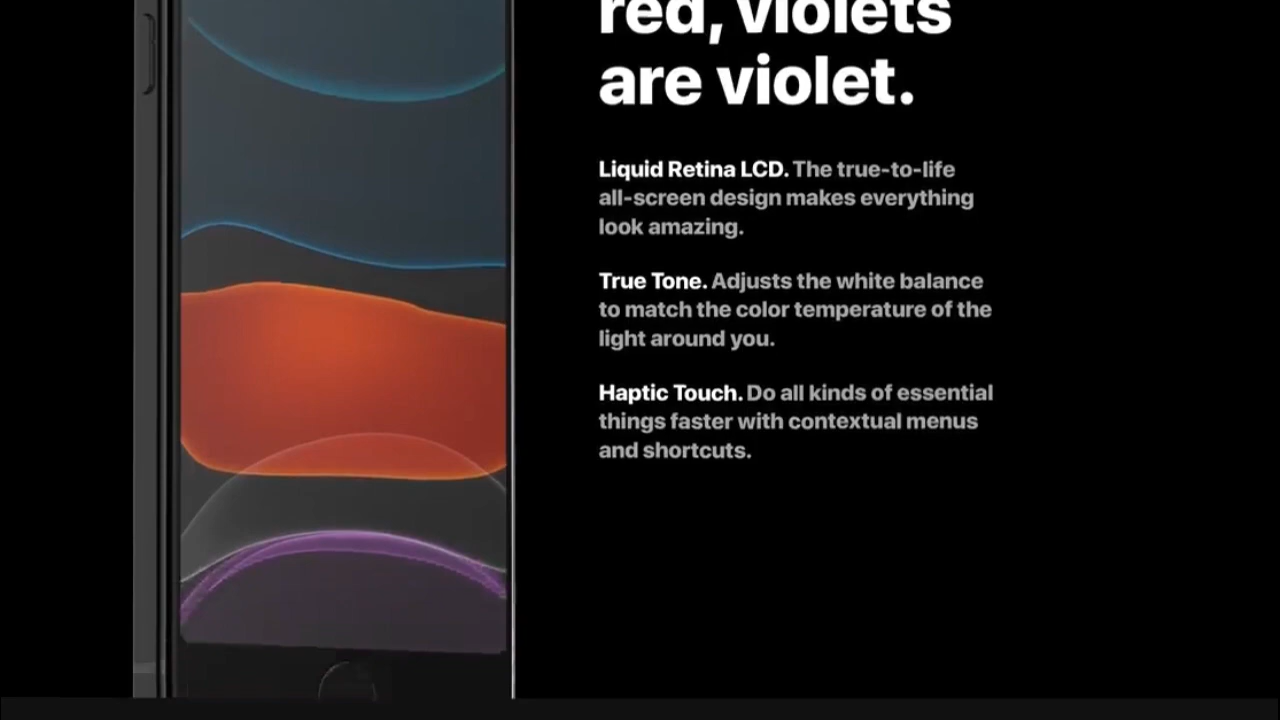 red, violets
are violet.
Liquid Retina LCD. The true-to-life
all-screen design makes everything
look amazing.
True Tone. Adjusts the white balance
to match the color temperature of the
light around you.
Haptic Touch. Do all kinds of essential
things faster with contextual menus
and shortcuts.